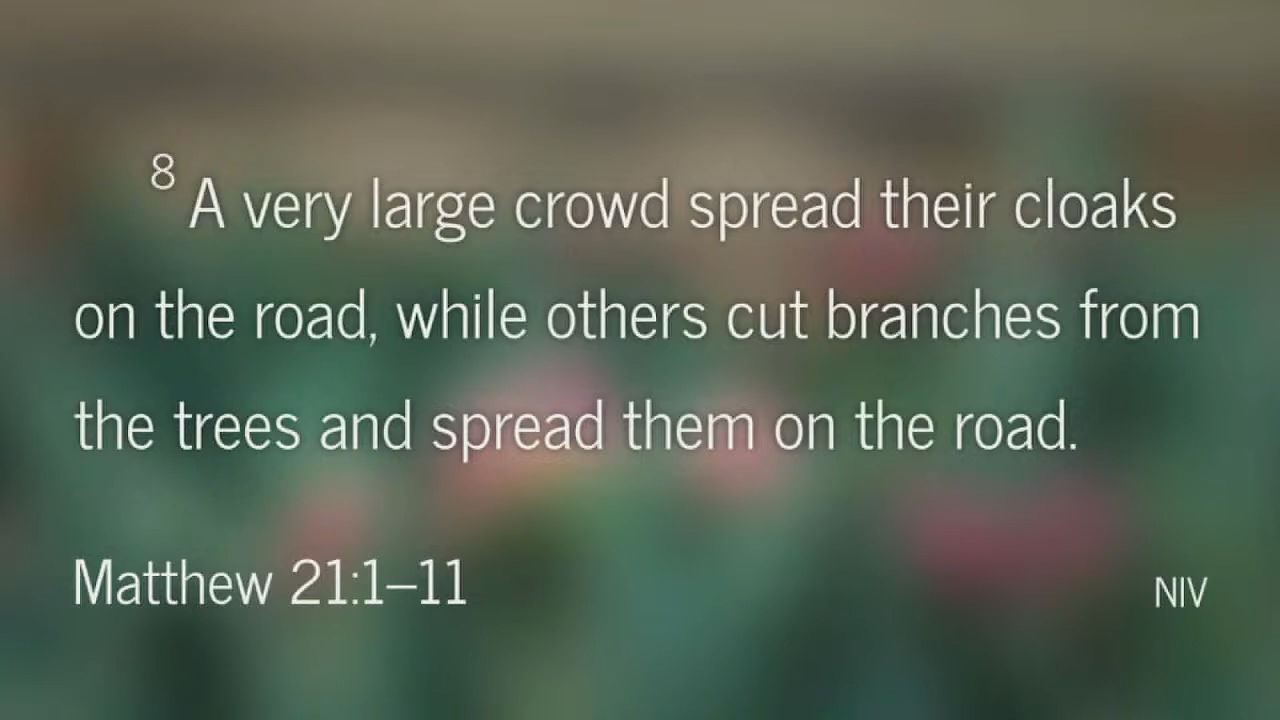 8 A very large crowd spread their cloaks
on the road, while others cut branches from
the trees and spread them on the road.
Matthew 21:1–11
NIV